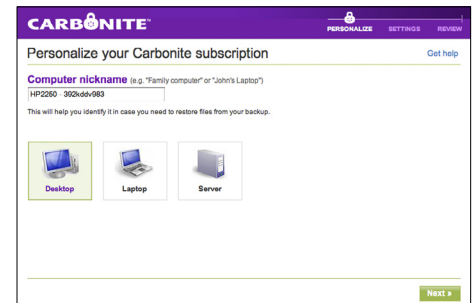 CARBONITE
PERSONALIZE SETTINGS REVIEW
Personalize your Carbonite subscription
Get help
Computer nickname (e.g. "Family computer" or "John's Laptop")
HP2260 - 392kddv983
This will help you identify it in case you need to restore files from your backup.
Desktop Laptop Server
Next »